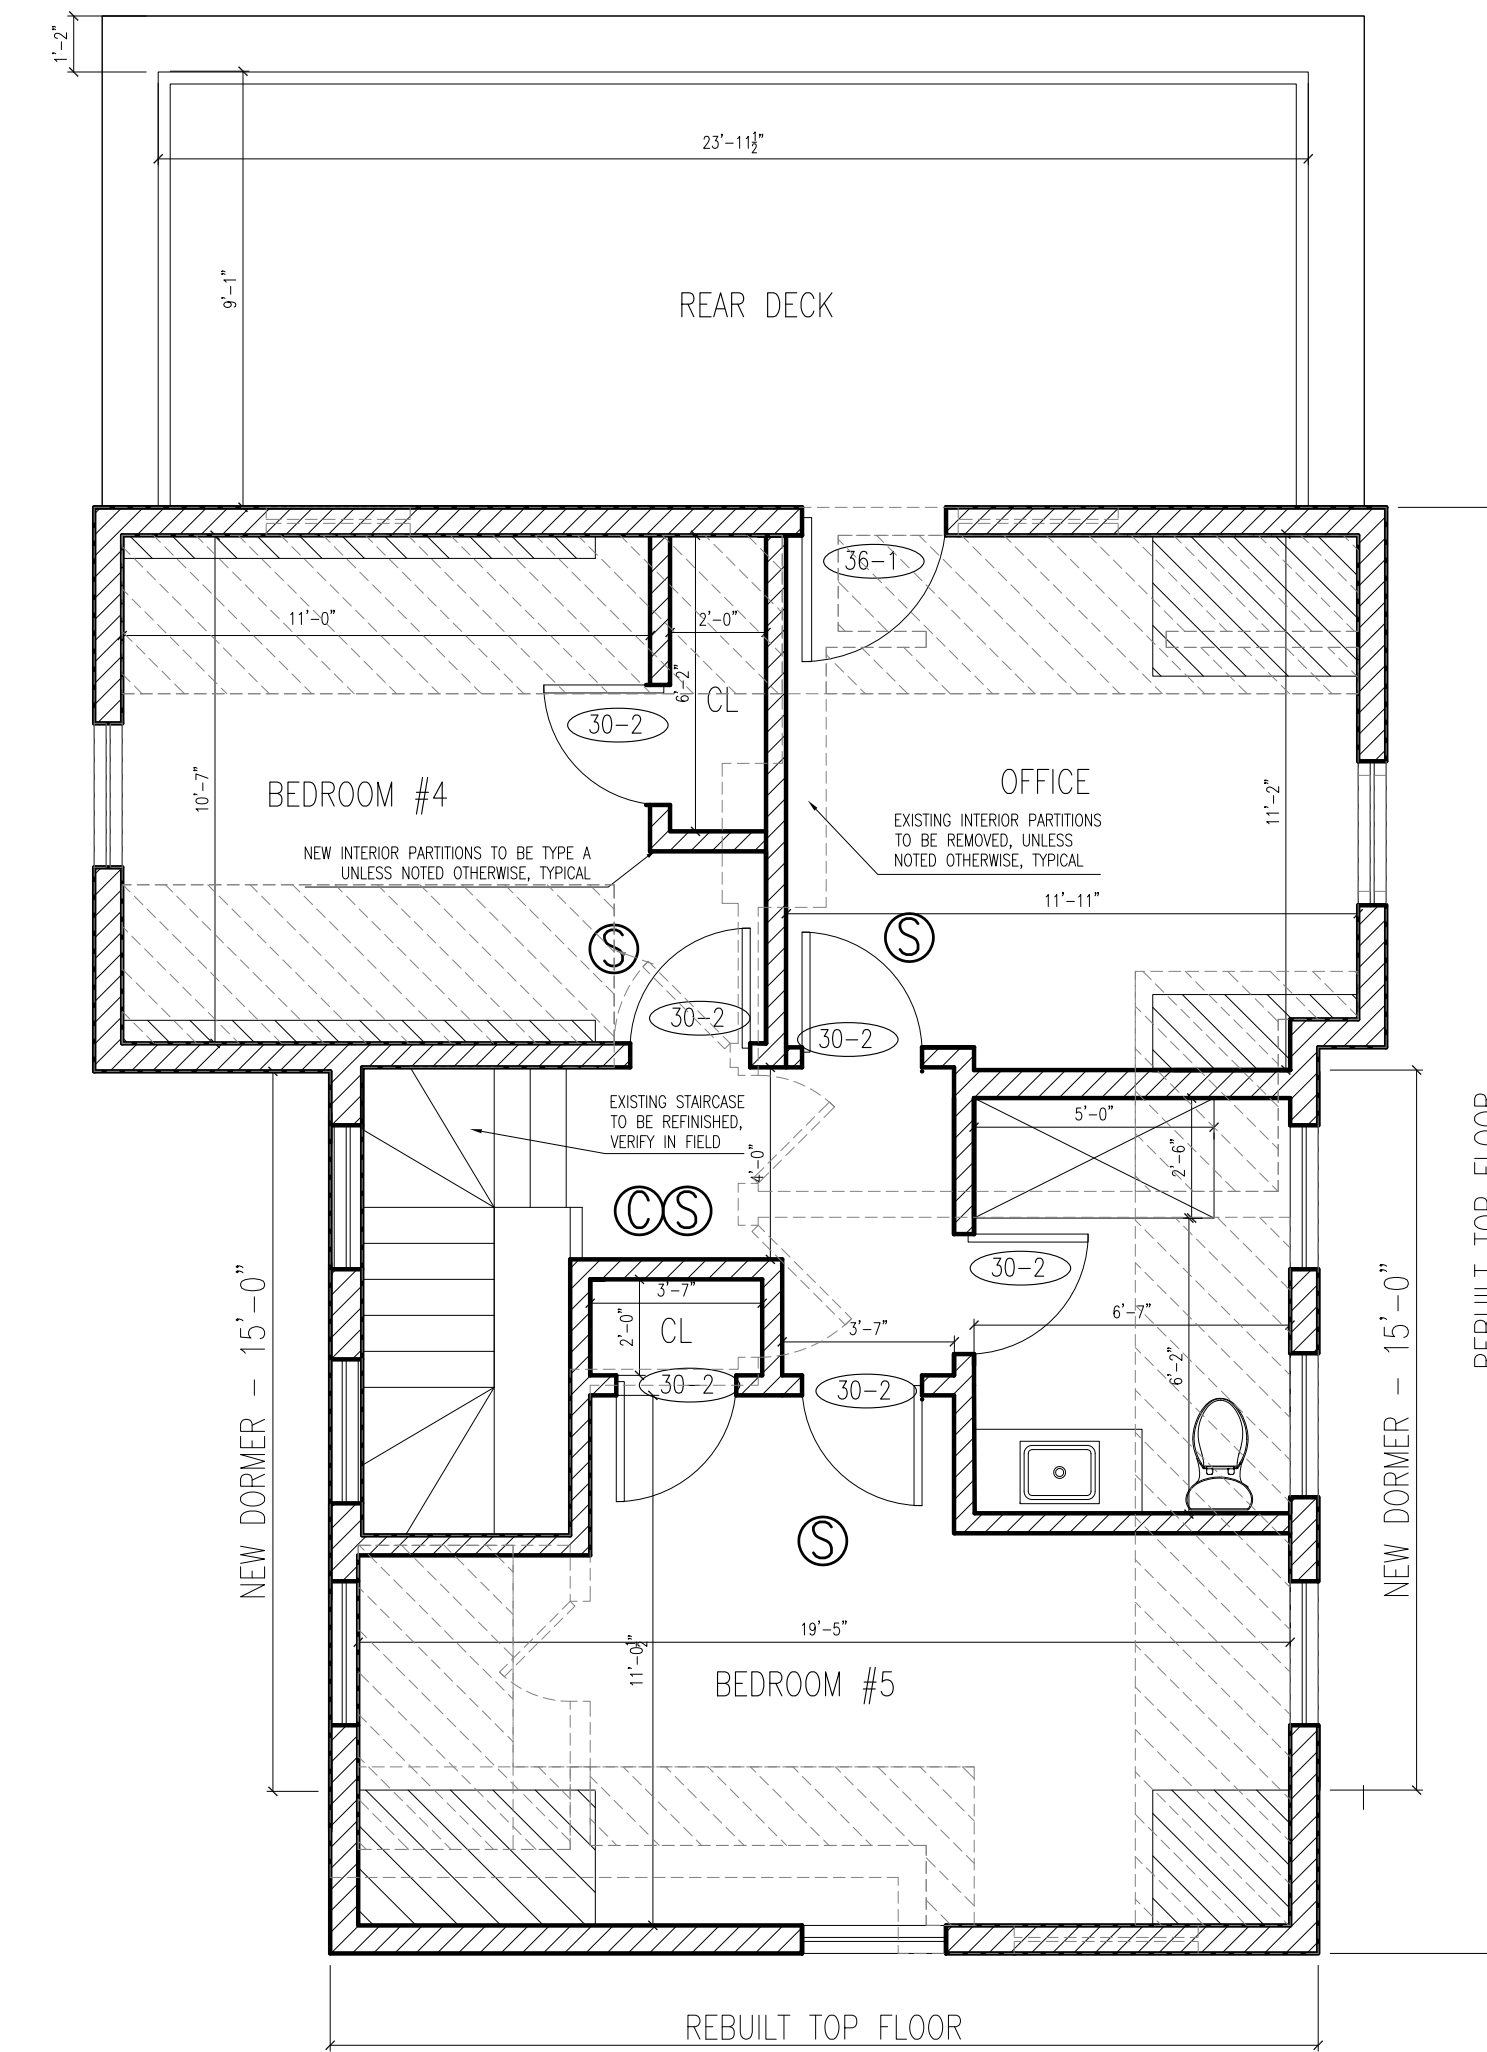 1'-2"
23'-11½"
9'-1"
REAR DECK
36-1
11'-0"
2'-0"
6'-2"
CL
30-2
10'-7"
BEDROOM #4
OFFICE
11'-2"
EXISTING INTERIOR PARTITIONS
TO BE REMOVED, UNLESS
NOTED OTHERWISE, TYPICAL
NEW INTERIOR PARTITIONS TO BE TYPE A
UNLESS NOTED OTHERWISE, TYPICAL
11'-11"
S
S
30-2
30-2
EXISTING STAIRCASE
TO BE REFINISHED,
VERIFY IN FIELD
4'-0"
5'-0"
2'-6"
C S
30-2
3'-7"
2'-0"
CL
3'-7"
6'-7"
6'-2"
30-2
30-2
NEW DORMER - 15'-0"
NEW DORMER - 15'-0"
REBUILT TOP FLOOR
S
19'-5"
11'-0½"
BEDROOM #5
REBUILT TOP FLOOR